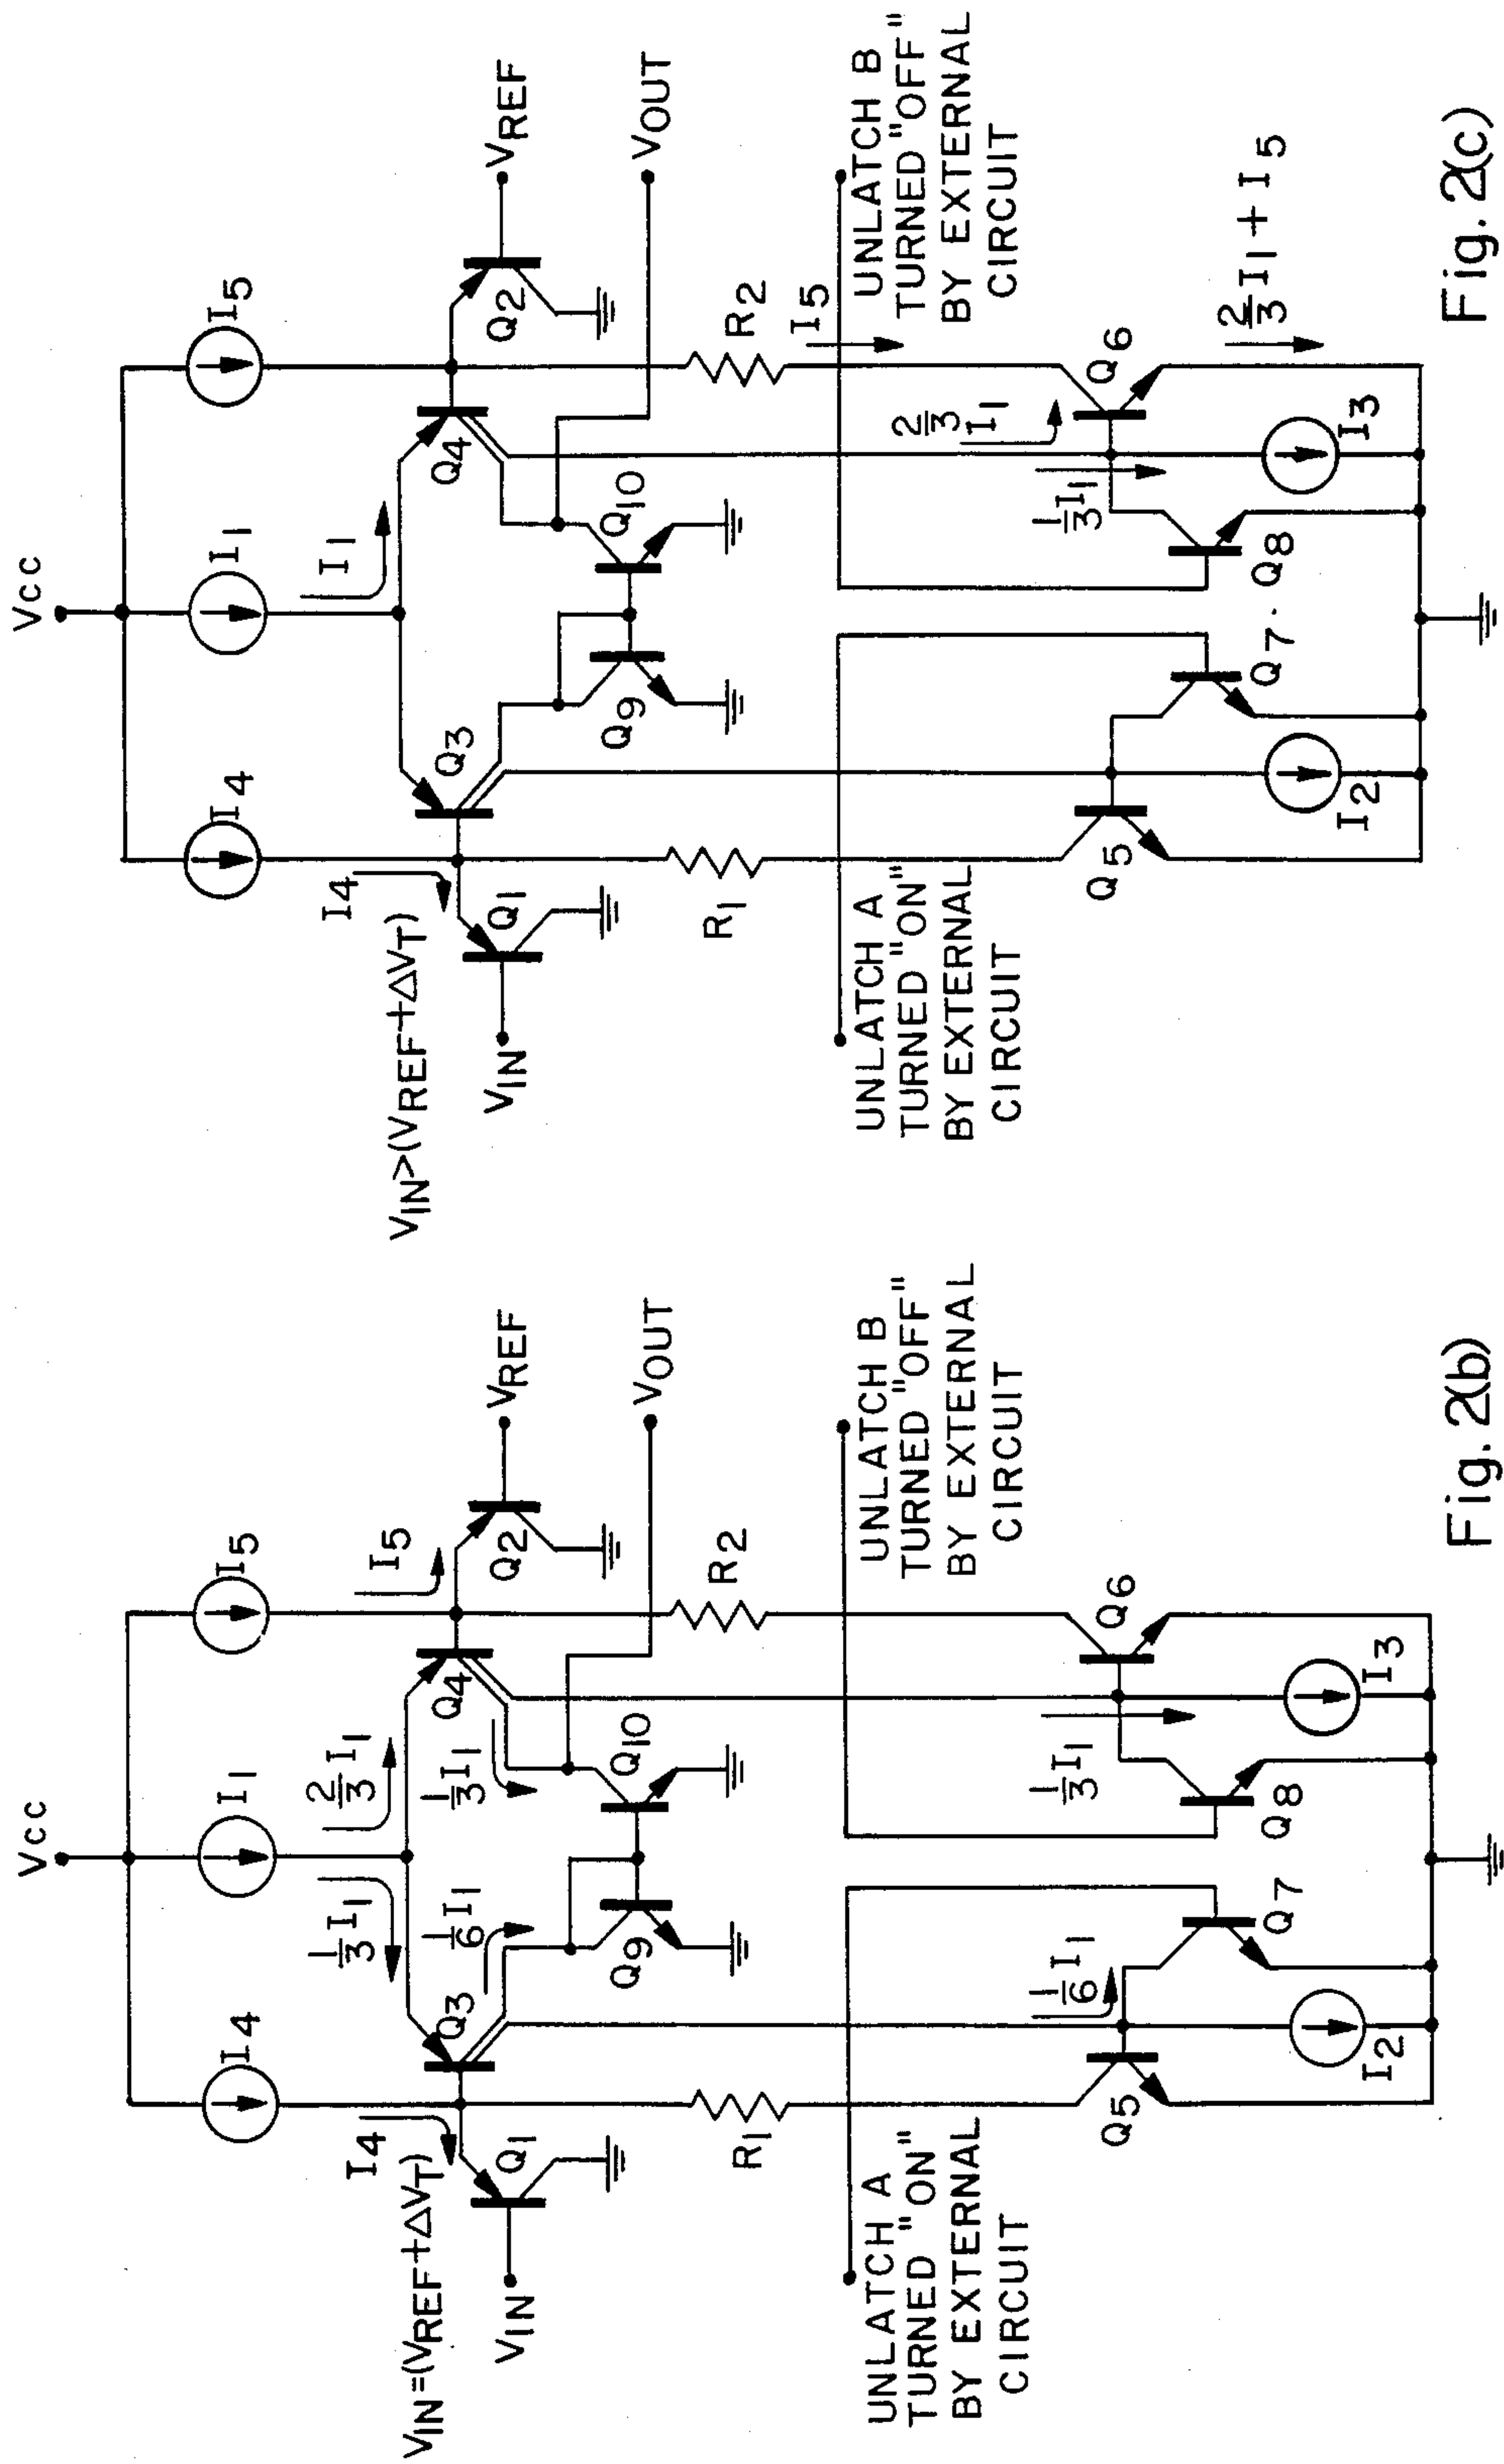 Vcc
I4
I1
I5
1/3 I1
2/3 I1
I4
I5
VIN=(VREF+ΔVT)
Q3
Q4
Q1
Q2
VIN
VREF
1/6 I1
1/3 I1
Q9
Q10
VOUT
R1
R2
UNLATCH A
TURNED "ON"
BY EXTERNAL
CIRCUIT
UNLATCH B
TURNED "OFF"
BY EXTERNAL
CIRCUIT
1/6 I1
1/3 I1
Q5
Q7
Q8
Q6
I2
I3
Fig. 2(b)
Vcc
I4
I1
I5
I1
I4
VIN>(VREF+ΔVT)
Q3
Q4
Q1
Q2
VIN
VREF
Q9
Q10
VOUT
R1
R2
I5
UNLATCH A
TURNED "ON"
BY EXTERNAL
CIRCUIT
UNLATCH B
TURNED "OFF"
BY EXTERNAL
CIRCUIT
2/3 I1
1/3 I1
Q5
Q7
Q8
Q6
2/3 I1 + I5
I2
I3
Fig. 2(c)